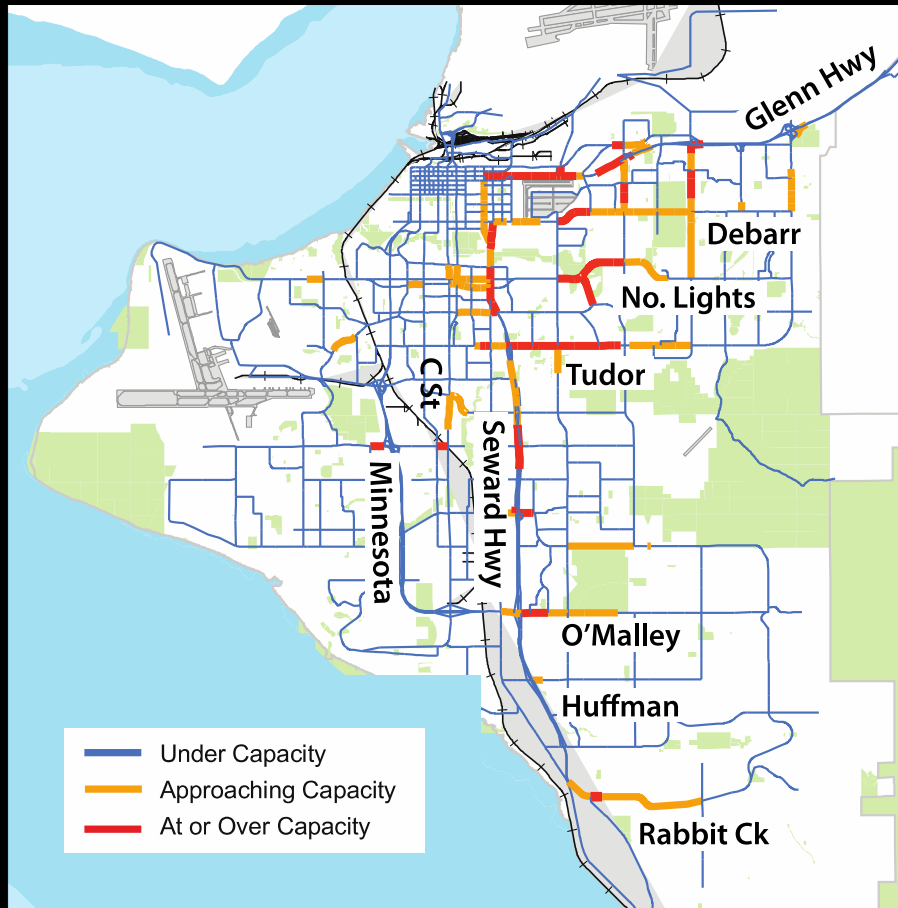 Glenn Hwy
Debarr
No. Lights
Tudor
C St
Seward Hwy
Minnesota
O'Malley
Huffman
Rabbit Ck
Under Capacity
Approaching Capacity
At or Over Capacity